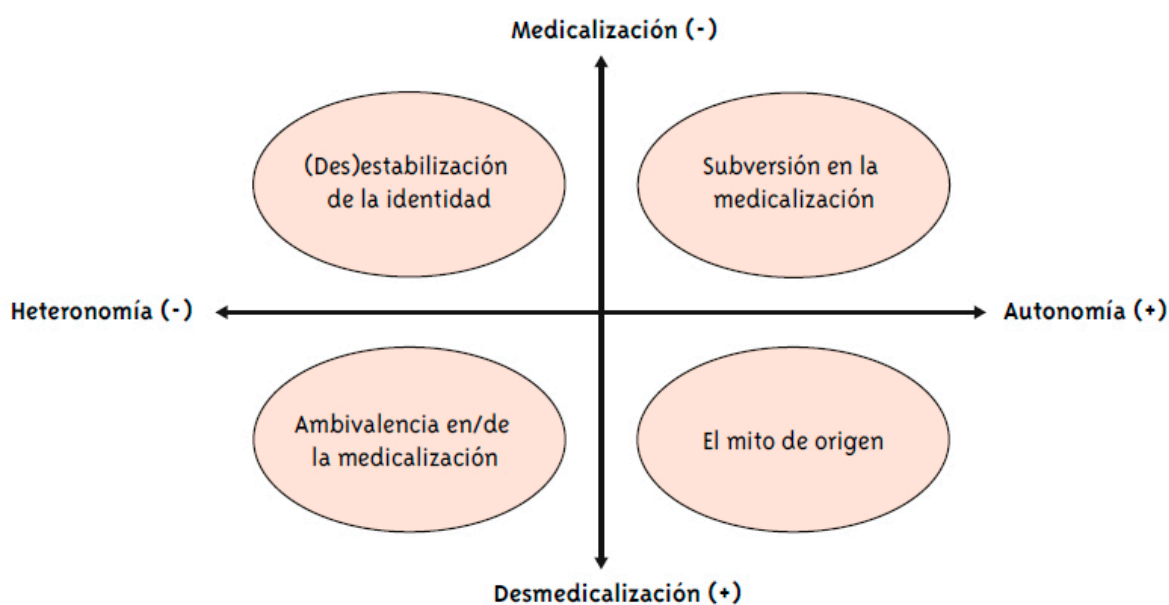 Medicalización (-)
(Des)estabilización
de la identidad
Subversión en la
medicalización
Heteronomía (-)
Autonomía (+)
Ambivalencia en/de
la medicalización
El mito de origen
Desmedicalización (+)